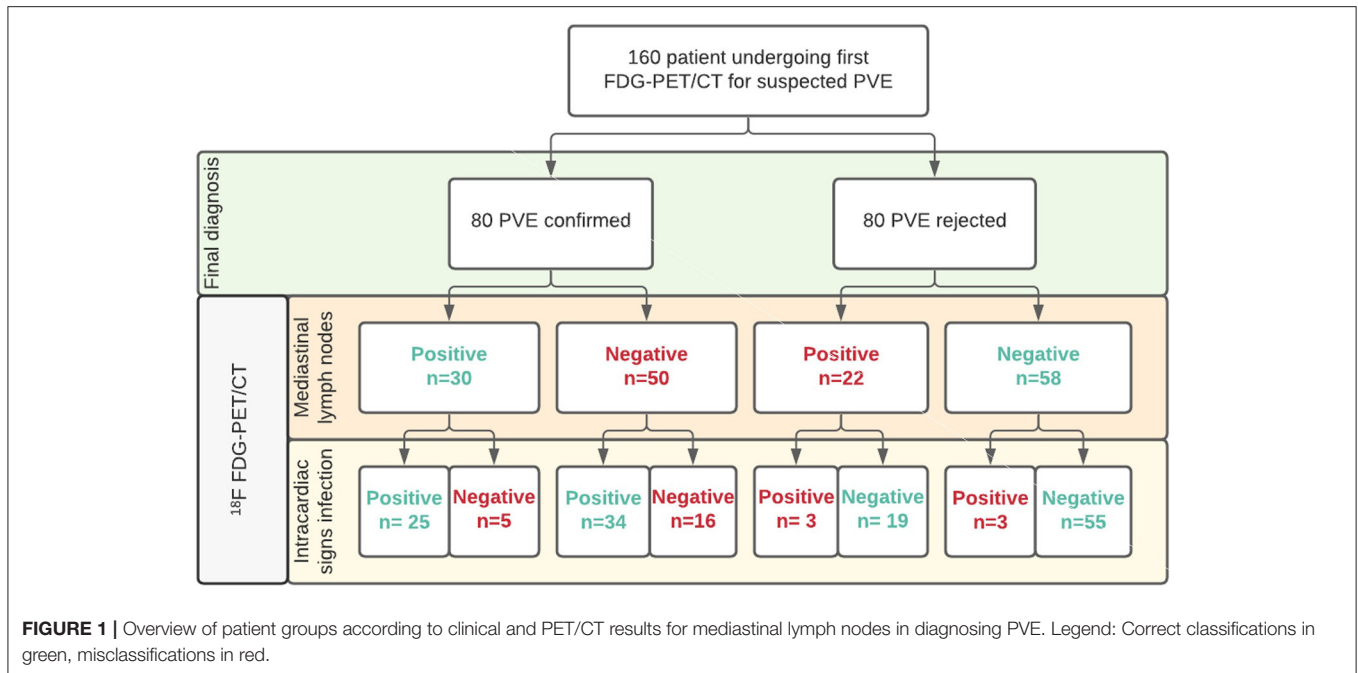 160 patient undergoing first
FDG-PET/CT for suspected PVE
Final diagnosis
80 PVE confirmed
80 PVE rejected
¹⁸F FDG-PET/CT
Mediastinal
lymph nodes
Positive
n=30
Negative
n=50
Positive
n=22
Negative
n=58
Intracardiac
signs infection
Positive
n= 25
Negative
n=5
Positive
n=34
Negative
n=16
Positive
n= 3
Negative
n= 19
Positive
n=3
Negative
n=55
FIGURE 1 | Overview of patient groups according to clinical and PET/CT results for mediastinal lymph nodes in diagnosing PVE. Legend: Correct classifications in
green, misclassifications in red.